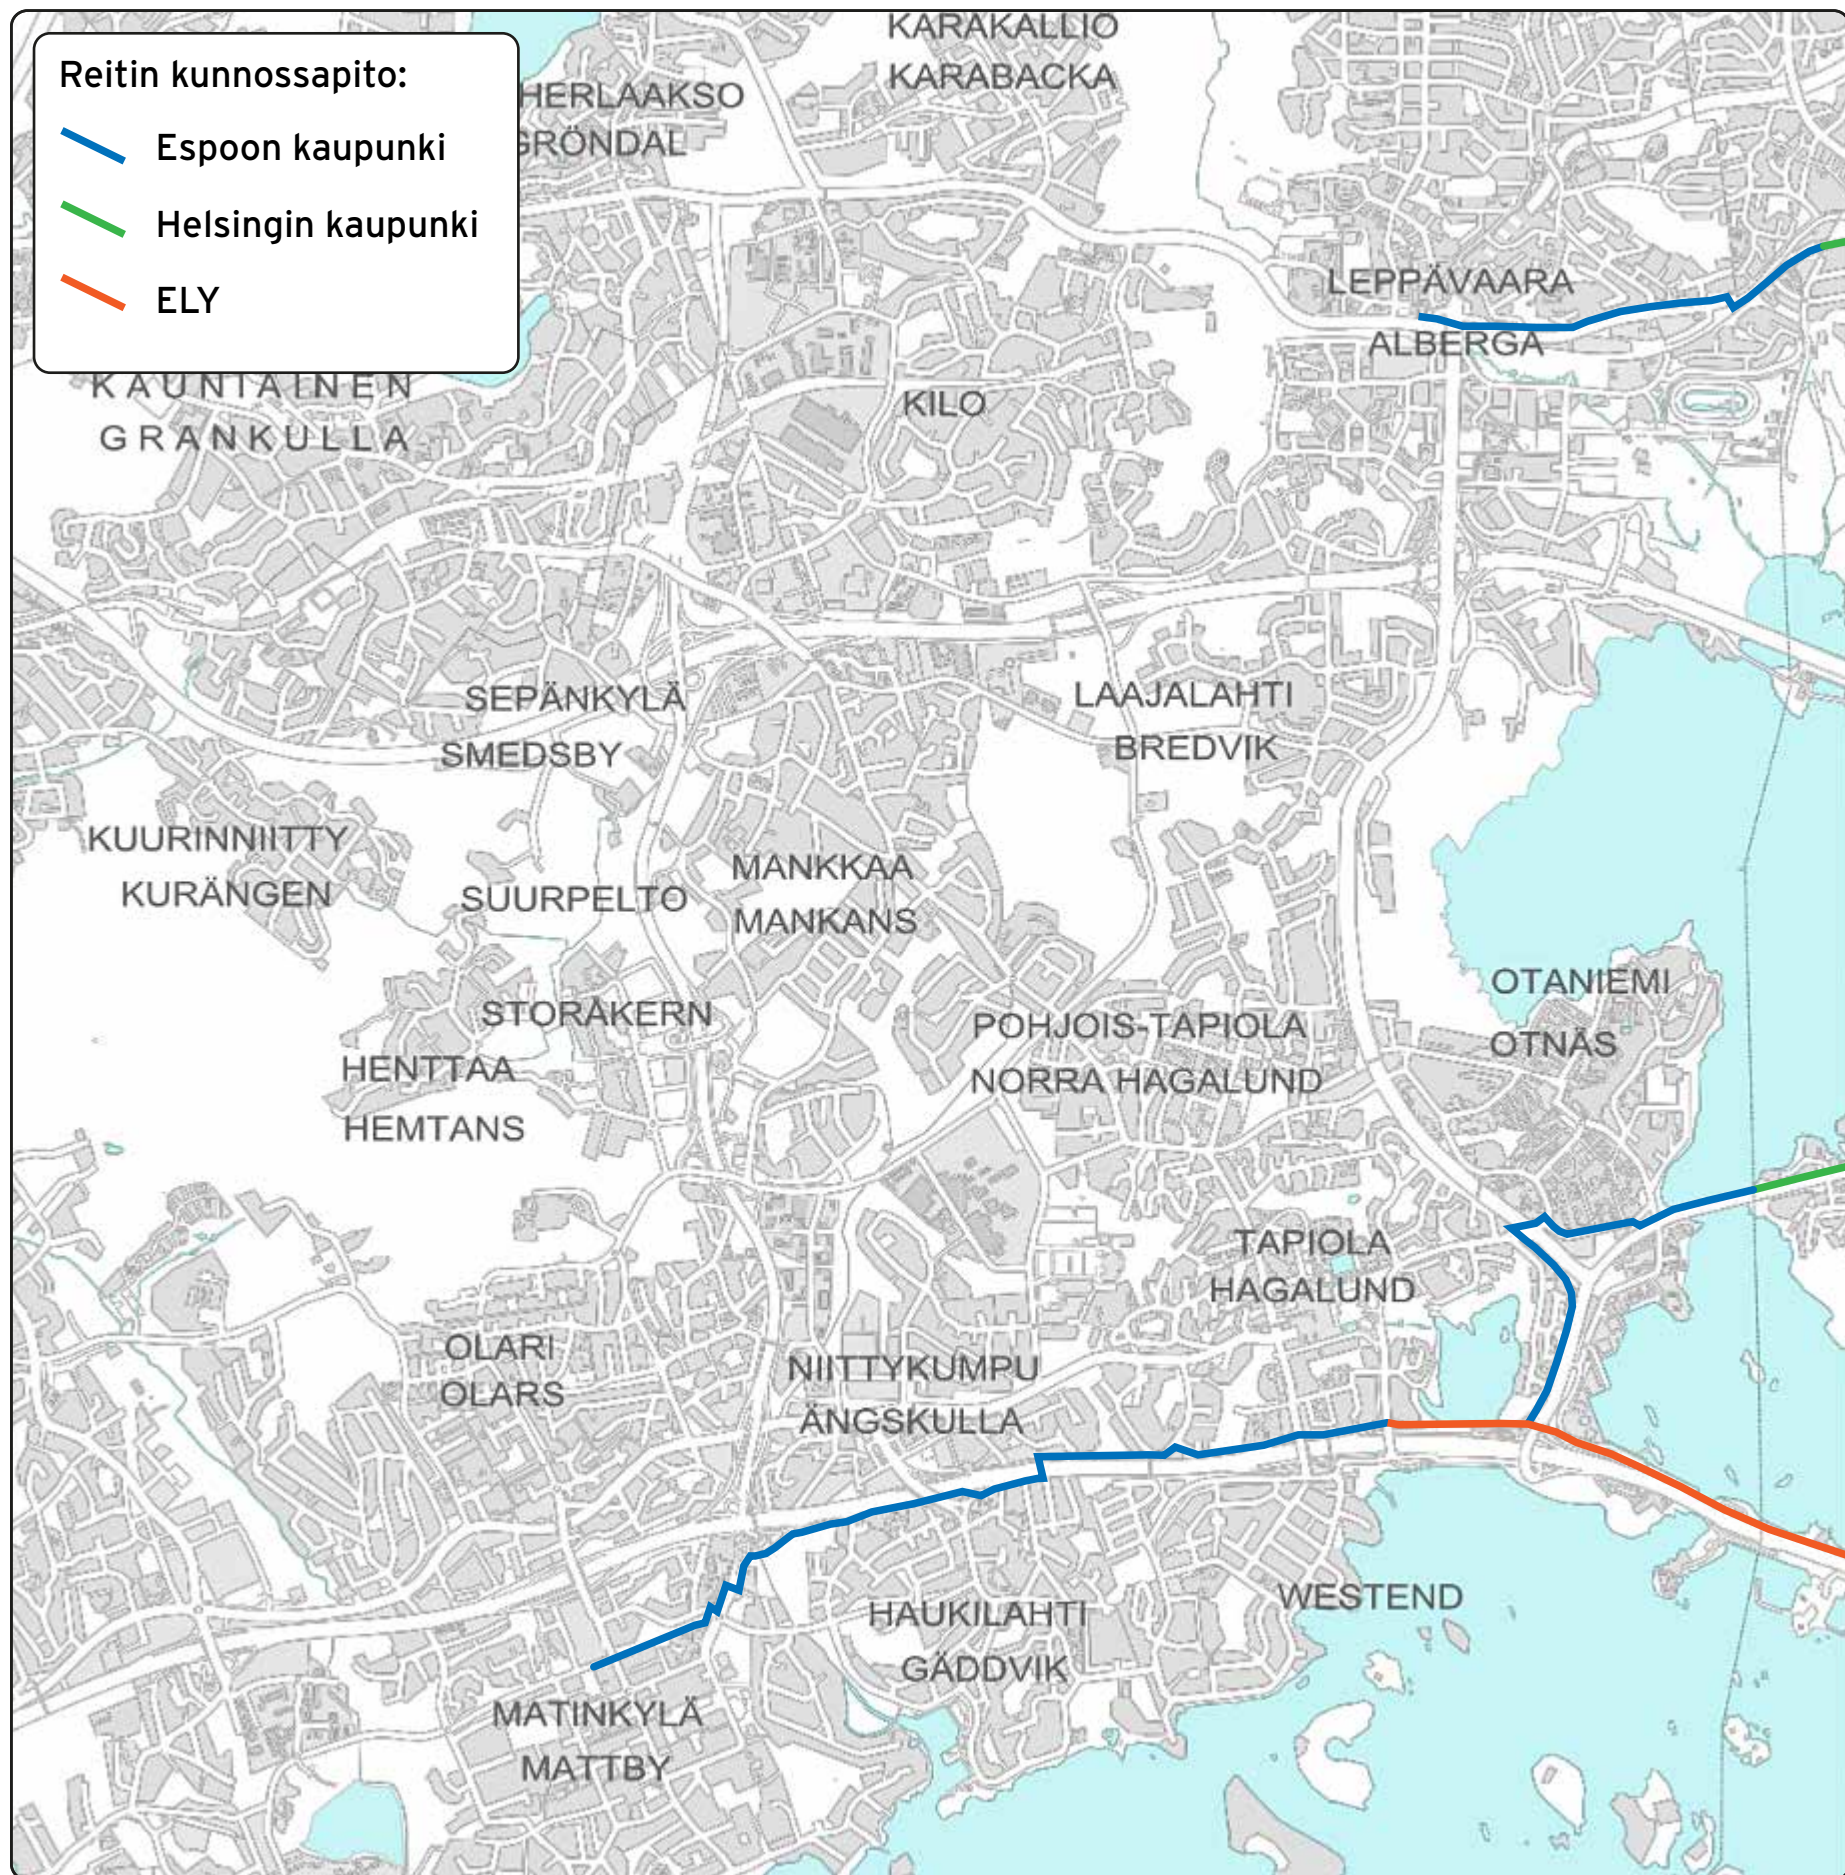 Reitin kunnossapito:
Espoon kaupunki
Helsingin kaupunki
ELY
KARAKALLIO
KARABACKA
HERLAAKSO
GRÖNDAL
LEPPÄVAARA
ALBERGA
KAUNIAINEN
GRANKULLA
KILO
SEPÄNKYLÄ
SMEDSBY
LAAJALAHTI
BREDVIK
KUURINNIITTY
KURÄNGEN
SUURPELTO
MANKKAA
MANKANS
STORÅKERN
OTANIEMI
OTNÄS
POHJOIS-TAPIOLA
NORRA HAGALUND
HENTTAA
HEMTANS
TAPIOLA
HAGALUND
OLARI
OLARS
NIITTYKUMPU
ÄNGSKULLA
HAUKILAHTI
GÄDDVIK
WESTEND
MATINKYLÄ
MATTBY